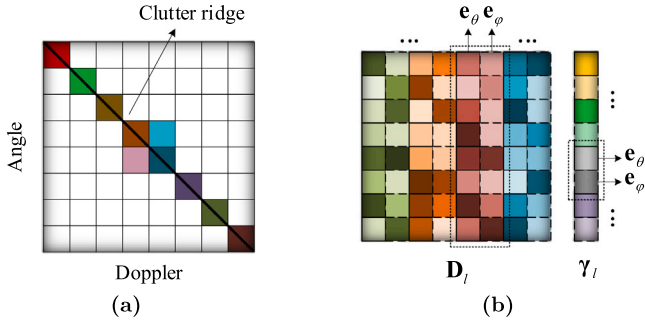 Clutter ridge
Angle
Doppler
(a)
e_θ e_φ
... ...
D_l
(b)
...
e_θ
e_φ
...
γ_l